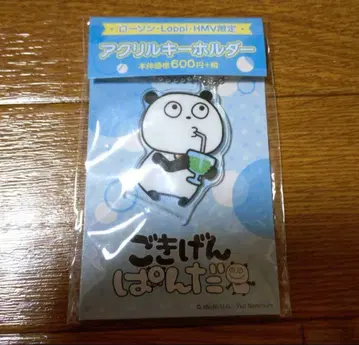 ローソン・Loppi・HMV限定
アクリルキーホルダー
本体価格600円+税
ごきげん
ぱんだ